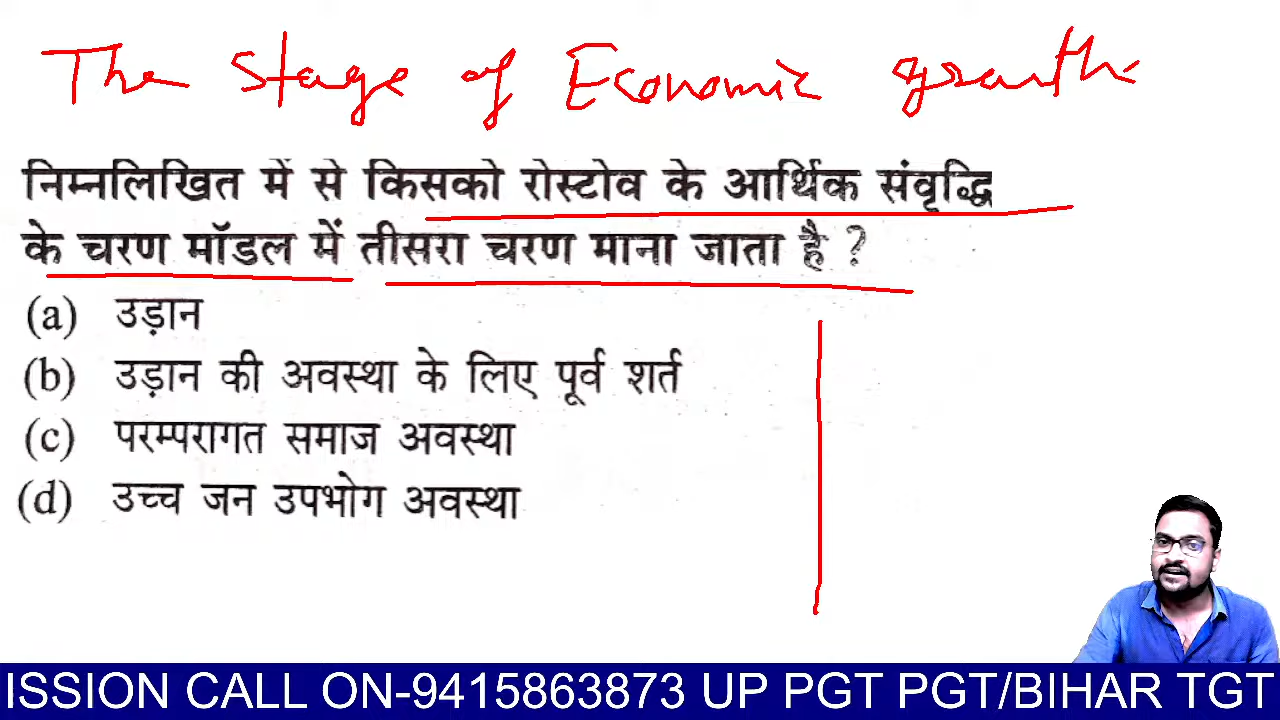 The Stage of Economic growth
निम्नलिखित में से किसको रोस्टोव के आर्थिक संवृद्धि
के चरण मॉडल में तीसरा चरण माना जाता है ?
(a) उड़ान
(b) उड़ान की अवस्था के लिए पूर्व शर्त
(c) परम्परागत समाज अवस्था
(d) उच्च जन उपभोग अवस्था
ISSION CALL ON-9415863873 UP PGT PGT/BIHAR TGT